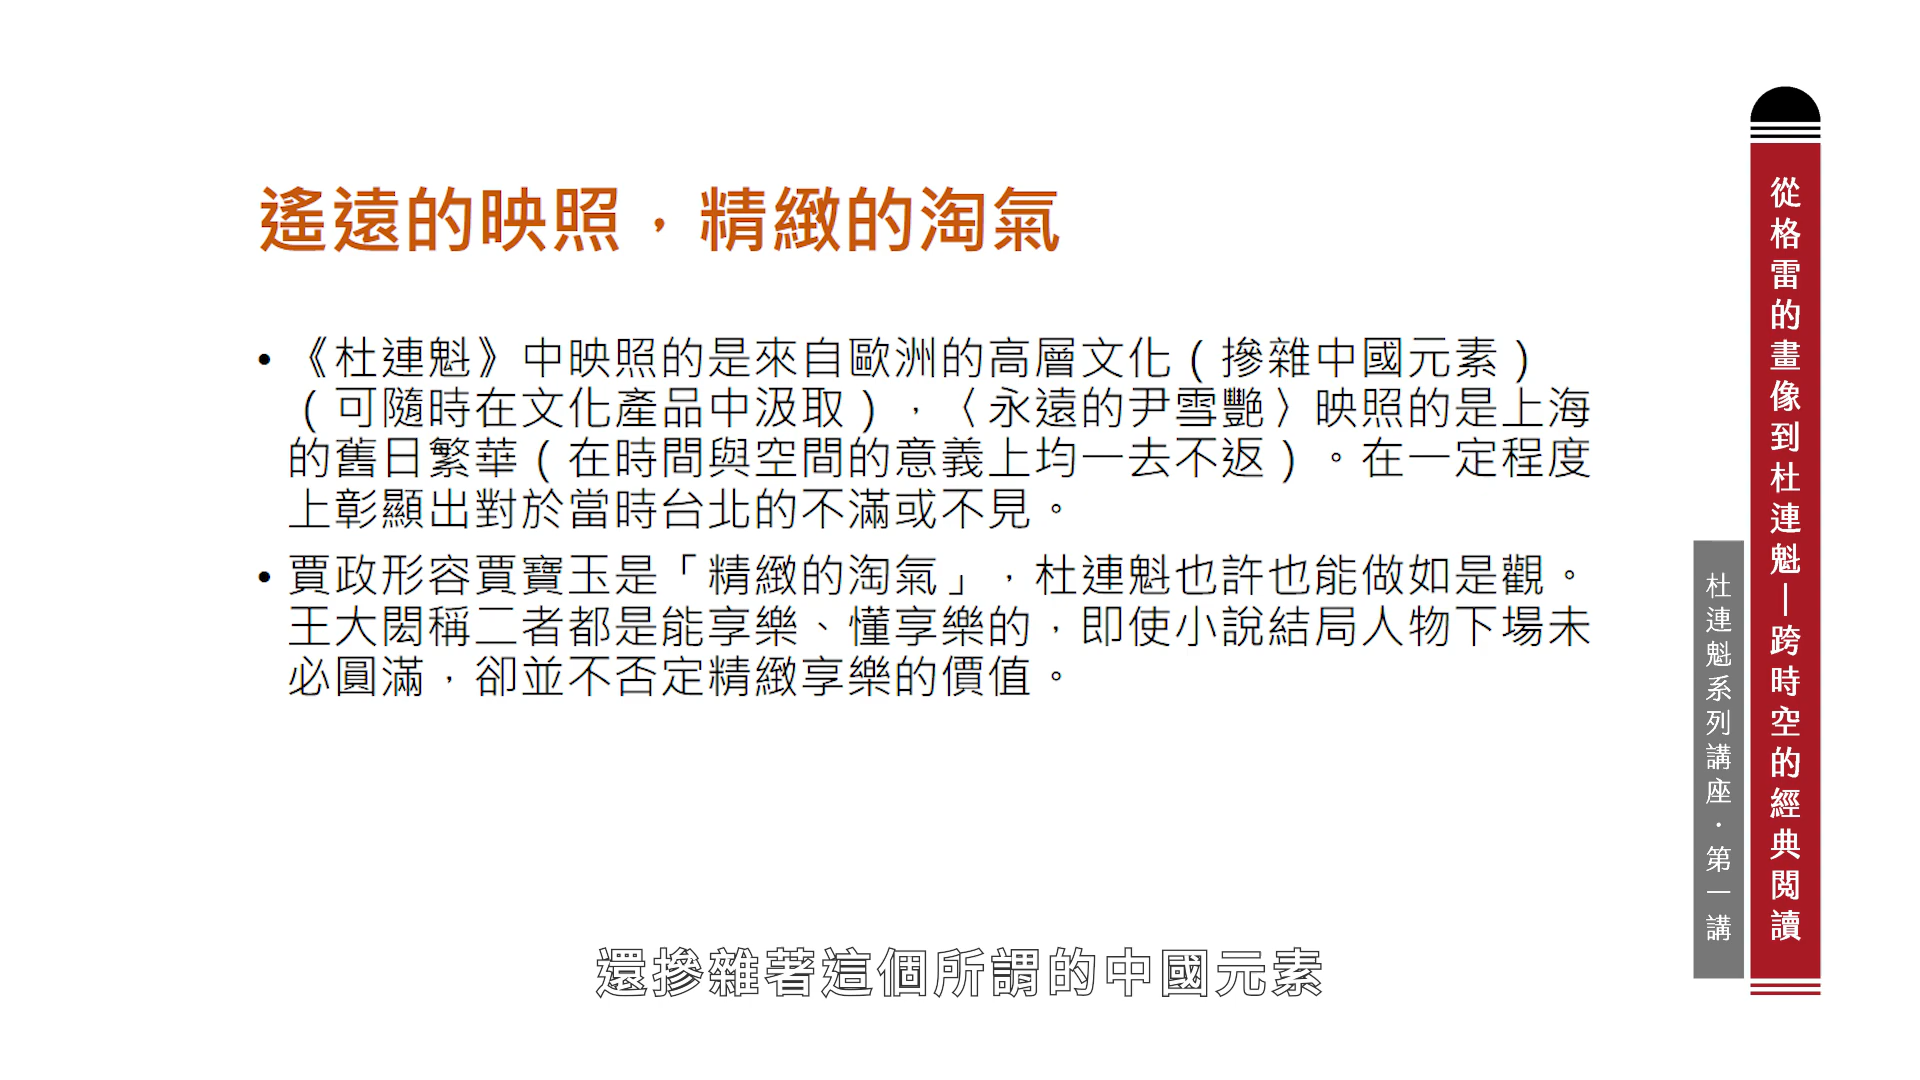 遙遠的映照，精緻的淘氣
• 《杜連魁》中映照的是來自歐洲的高層文化（摻雜中國元素）
（可隨時在文化產品中汲取），〈永遠的尹雪艷〉映照的是上海
的舊日繁華（在時間與空間的意義上均一去不返）。在一定程度
上彰顯出對於當時台北的不滿或不見。
• 賈政形容賈寶玉是「精緻的淘氣」，杜連魁也許也能做如是觀。
王大閎稱二者都是能享樂、懂享樂的，即使小說結局人物下場未
必圓滿，卻並不否定精緻享樂的價值。
還摻雜著這個所謂的中國元素
從格雷的畫像到杜連魁—跨時空的經典閱讀
杜連魁系列講座．第一講